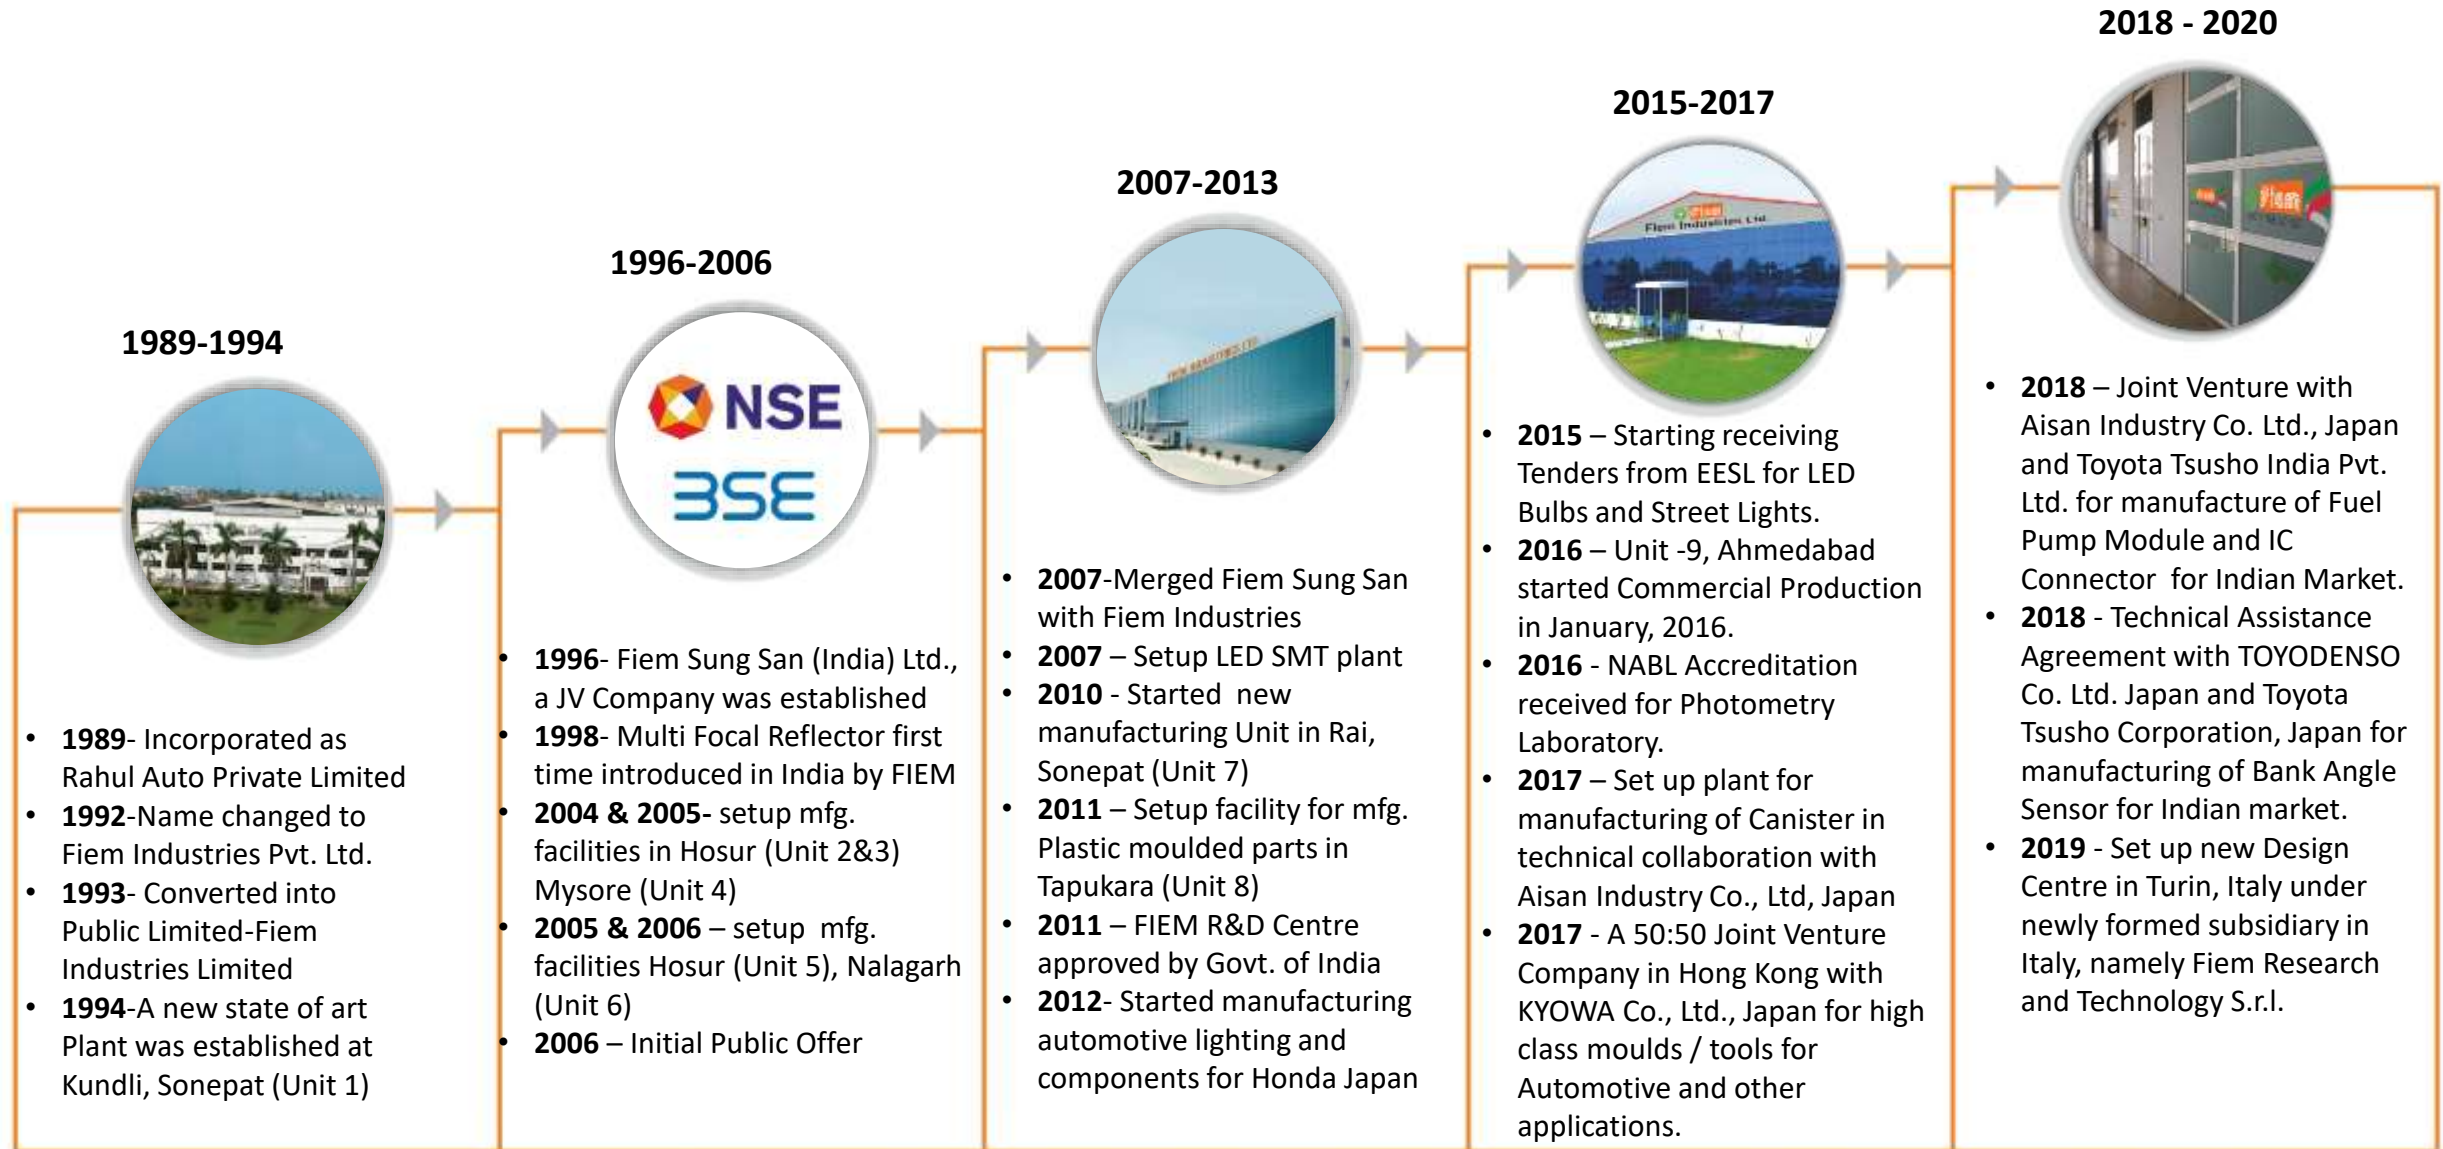 1989-1994
1989- Incorporated as
Rahul Auto Private Limited
1992-Name changed to
Fiem Industries Pvt. Ltd.
1993- Converted into
Public Limited-Fiem
Industries Limited
1994-A new state of art
Plant was established at
Kundli, Sonepat (Unit 1)
1996-2006
NSE
BSE
1996- Fiem Sung San (India) Ltd.,
a JV Company was established
1998- Multi Focal Reflector first
time introduced in India by FIEM
2004 & 2005- setup mfg.
facilities in Hosur (Unit 2&3)
Mysore (Unit 4)
2005 & 2006 – setup mfg.
facilities Hosur (Unit 5), Nalagarh
(Unit 6)
2006 – Initial Public Offer
2007-2013
FIEM INDUSTRIES LTD.
2007-Merged Fiem Sung San
with Fiem Industries
2007 – Setup LED SMT plant
2010 - Started new
manufacturing Unit in Rai,
Sonepat (Unit 7)
2011 – Setup facility for mfg.
Plastic moulded parts in
Tapukara (Unit 8)
2011 – FIEM R&D Centre
approved by Govt. of India
2012- Started manufacturing
automotive lighting and
components for Honda Japan
2015-2017
Fiem
Fiem Industries Ltd.
2015 – Starting receiving
Tenders from EESL for LED
Bulbs and Street Lights.
2016 – Unit -9, Ahmedabad
started Commercial Production
in January, 2016.
2016 - NABL Accreditation
received for Photometry
Laboratory.
2017 – Set up plant for
manufacturing of Canister in
technical collaboration with
Aisan Industry Co., Ltd, Japan
2017 - A 50:50 Joint Venture
Company in Hong Kong with
KYOWA Co., Ltd., Japan for high
class moulds / tools for
Automotive and other
applications.
2018 - 2020
Fiem
2018 – Joint Venture with
Aisan Industry Co. Ltd., Japan
and Toyota Tsusho India Pvt.
Ltd. for manufacture of Fuel
Pump Module and IC
Connector for Indian Market.
2018 - Technical Assistance
Agreement with TOYODENSO
Co. Ltd. Japan and Toyota
Tsusho Corporation, Japan for
manufacturing of Bank Angle
Sensor for Indian market.
2019 - Set up new Design
Centre in Turin, Italy under
newly formed subsidiary in
Italy, namely Fiem Research
and Technology S.r.l.